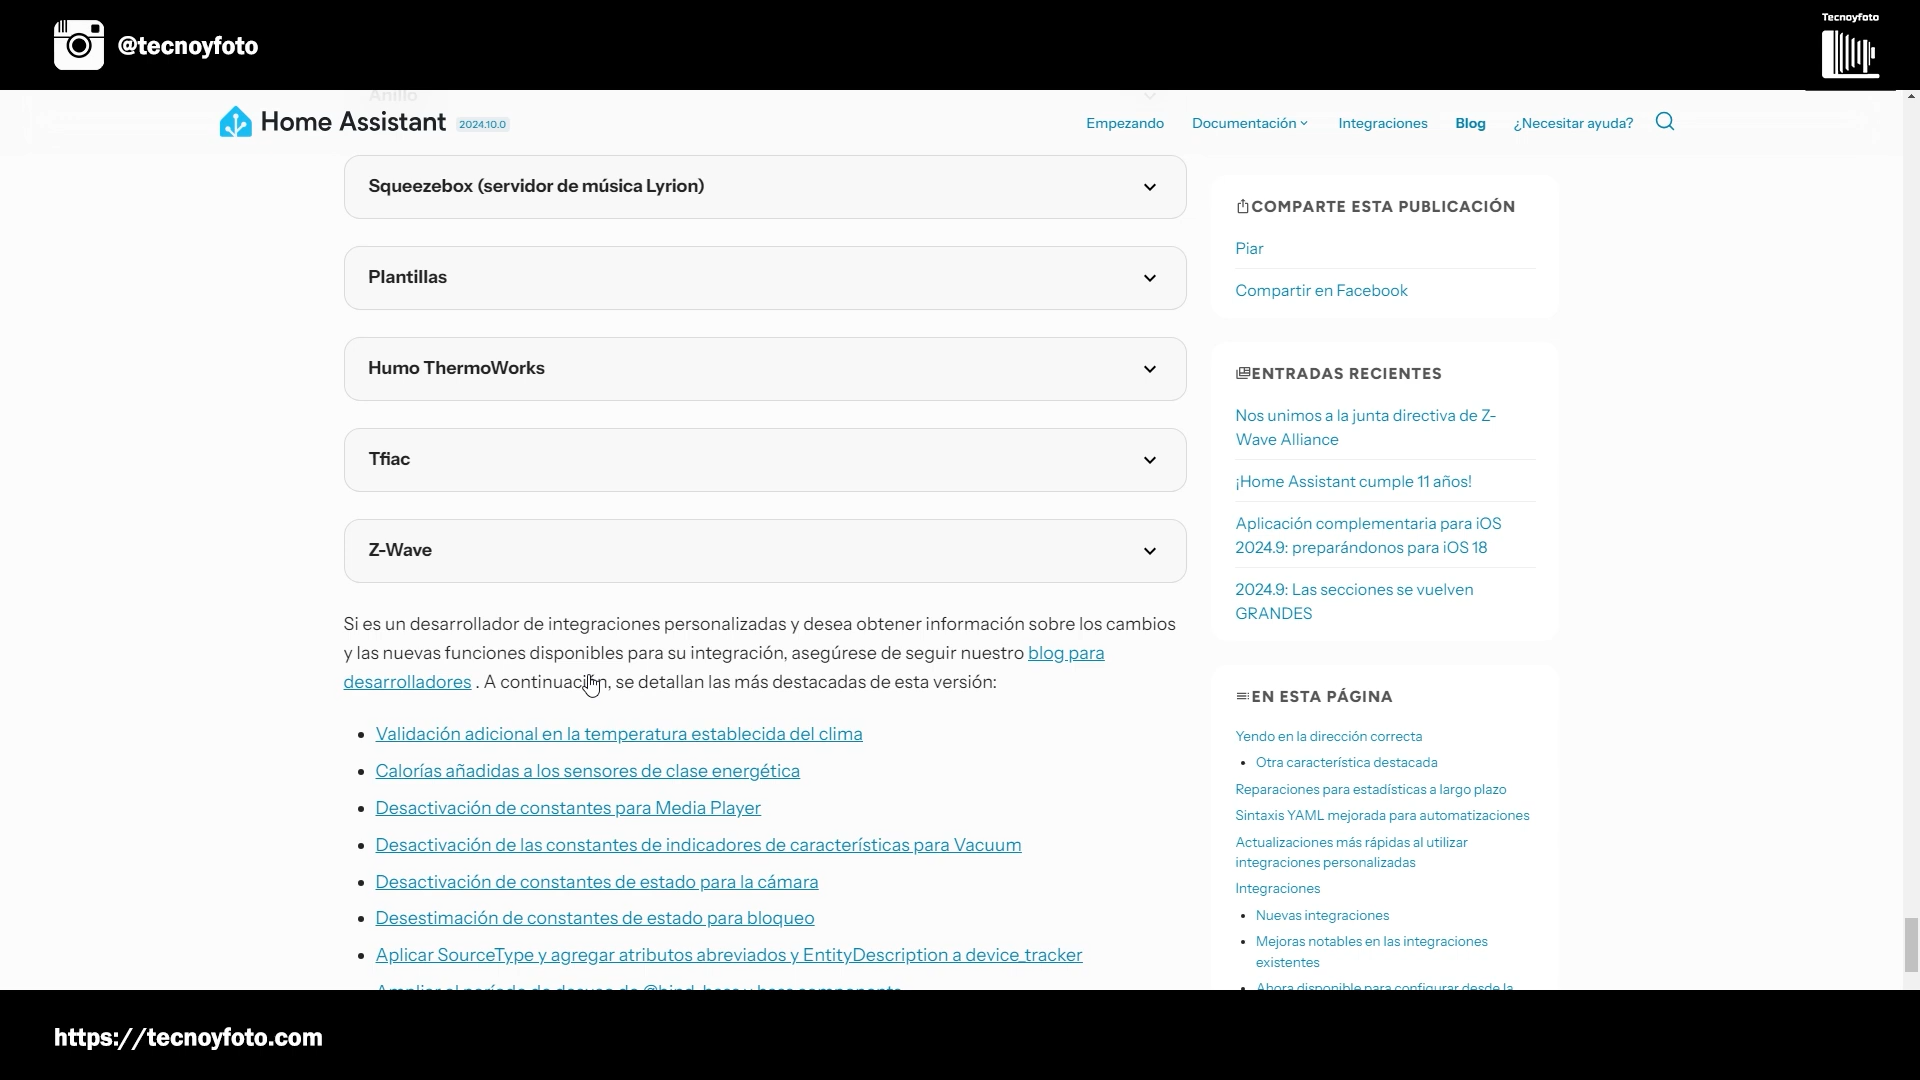 @tecnoyfoto
Tecnoyfoto
Anillo
Home Assistant 2024.10.0
Empezando
Documentación
Integraciones
Blog
¿Necesitar ayuda?
Squeezebox (servidor de música Lyrion)
Plantillas
Humo ThermoWorks
Tfiac
Z-Wave
Si es un desarrollador de integraciones personalizadas y desea obtener información sobre los cambios
y las nuevas funciones disponibles para su integración, asegúrese de seguir nuestro blog para
desarrolladores . A continuación, se detallan las más destacadas de esta versión:
Validación adicional en la temperatura establecida del clima
Calorías añadidas a los sensores de clase energética
Desactivación de constantes para Media Player
Desactivación de las constantes de indicadores de características para Vacuum
Desactivación de constantes de estado para la cámara
Desestimación de constantes de estado para bloqueo
Aplicar SourceType y agregar atributos abreviados y EntityDescription a device_tracker
COMPARTE ESTA PUBLICACIÓN
Piar
Compartir en Facebook
ENTRADAS RECIENTES
Nos unimos a la junta directiva de Z-
Wave Alliance
¡Home Assistant cumple 11 años!
Aplicación complementaria para iOS
2024.9: preparándonos para iOS 18
2024.9: Las secciones se vuelven
GRANDES
EN ESTA PÁGINA
Yendo en la dirección correcta
Otra característica destacada
Reparaciones para estadísticas a largo plazo
Sintaxis YAML mejorada para automatizaciones
Actualizaciones más rápidas al utilizar
integraciones personalizadas
Integraciones
Nuevas integraciones
Mejoras notables en las integraciones
existentes
Ahora disponible para configurar desde la
https://tecnoyfoto.com